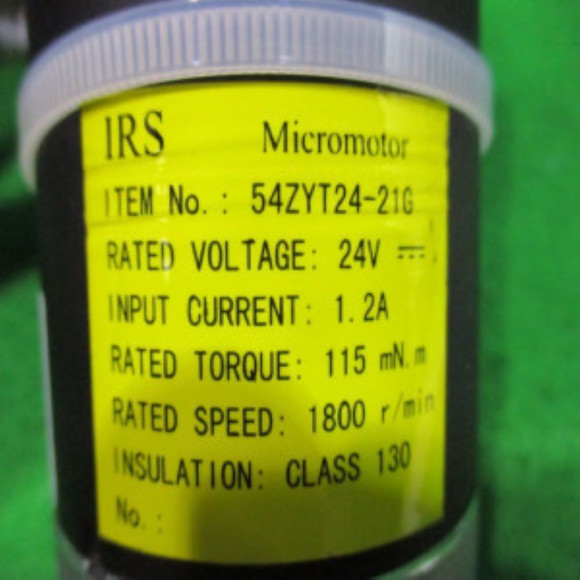 IRS Micromotor
ITEM No.: 54ZYT24-21G
RATED VOLTAGE: 24V ⎓
INPUT CURRENT: 1.2A
RATED TORQUE: 115 mN.m
RATED SPEED: 1800 r/min
INSULATION: CLASS 130
No.: